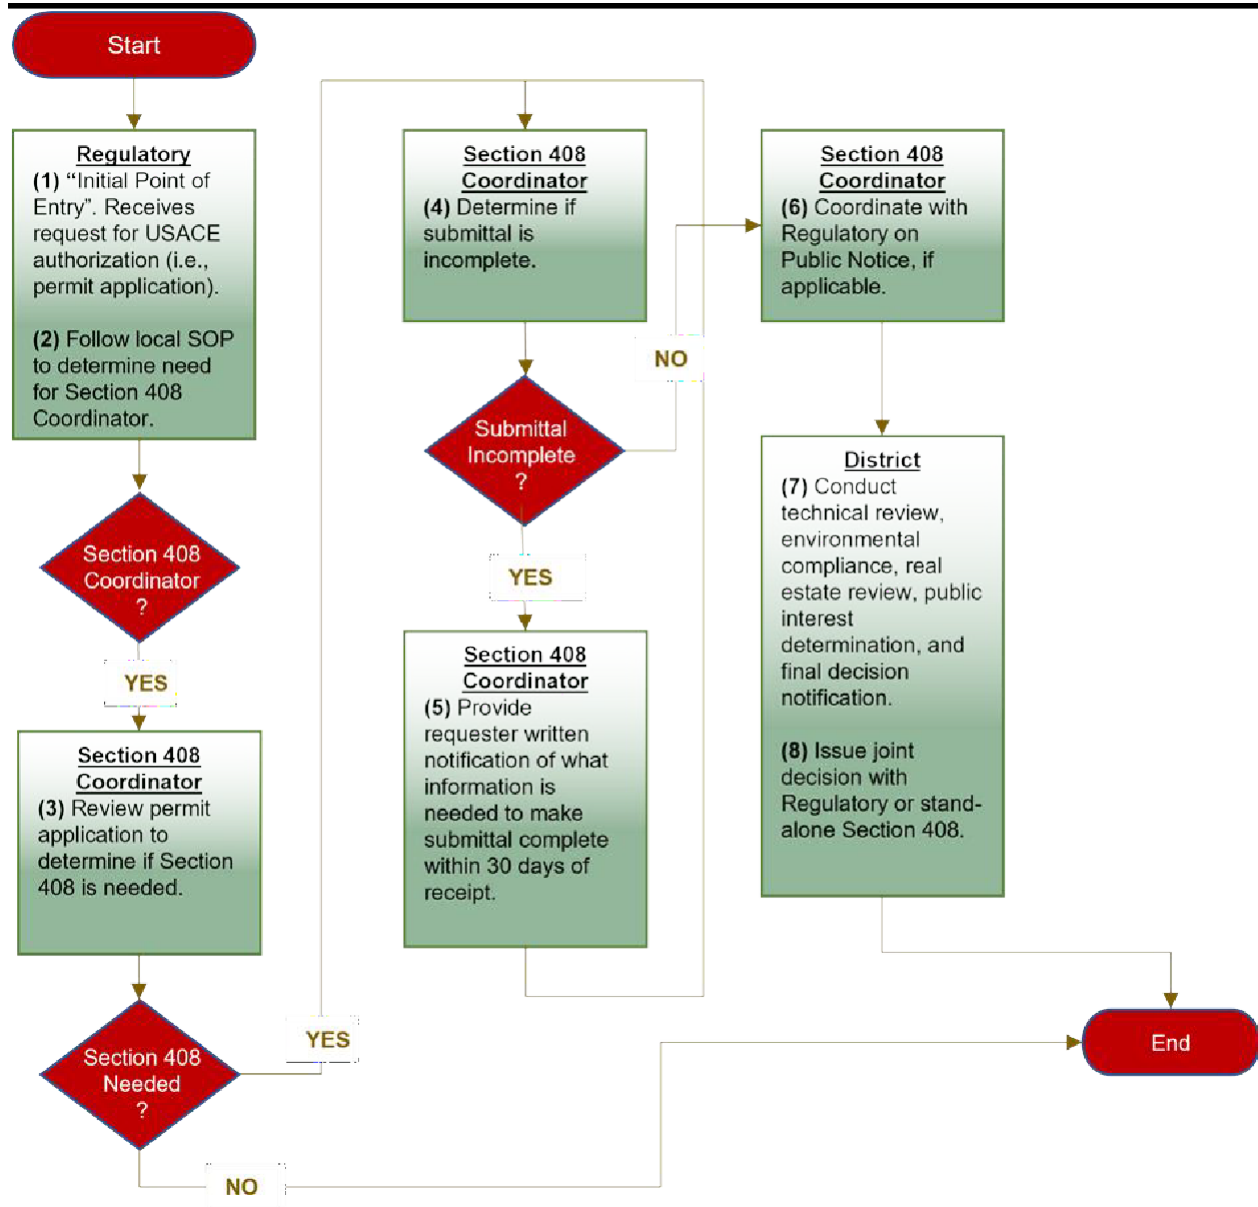 Start
Regulatory
(1) “Initial Point of
Entry”. Receives
request for USACE
authorization (i.e.,
permit application).
(2) Follow local SOP
to determine need
for Section 408
Coordinator.
Section 408
Coordinator
?
YES
Section 408
Coordinator
(3) Review permit
application to
determine if Section
408 is needed.
Section 408
Needed
?
YES
NO
Section 408
Coordinator
(4) Determine if
submittal is
incomplete.
Submittal
Incomplete
?
NO
YES
Section 408
Coordinator
(5) Provide
requester written
notification of what
information is
needed to make
submittal complete
within 30 days of
receipt.
Section 408
Coordinator
(6) Coordinate with
Regulatory on
Public Notice, if
applicable.
District
(7) Conduct
technical review,
environmental
compliance, real
estate review, public
interest
determination, and
final decision
notification.
(8) Issue joint
decision with
Regulatory or stand-
alone Section 408.
End